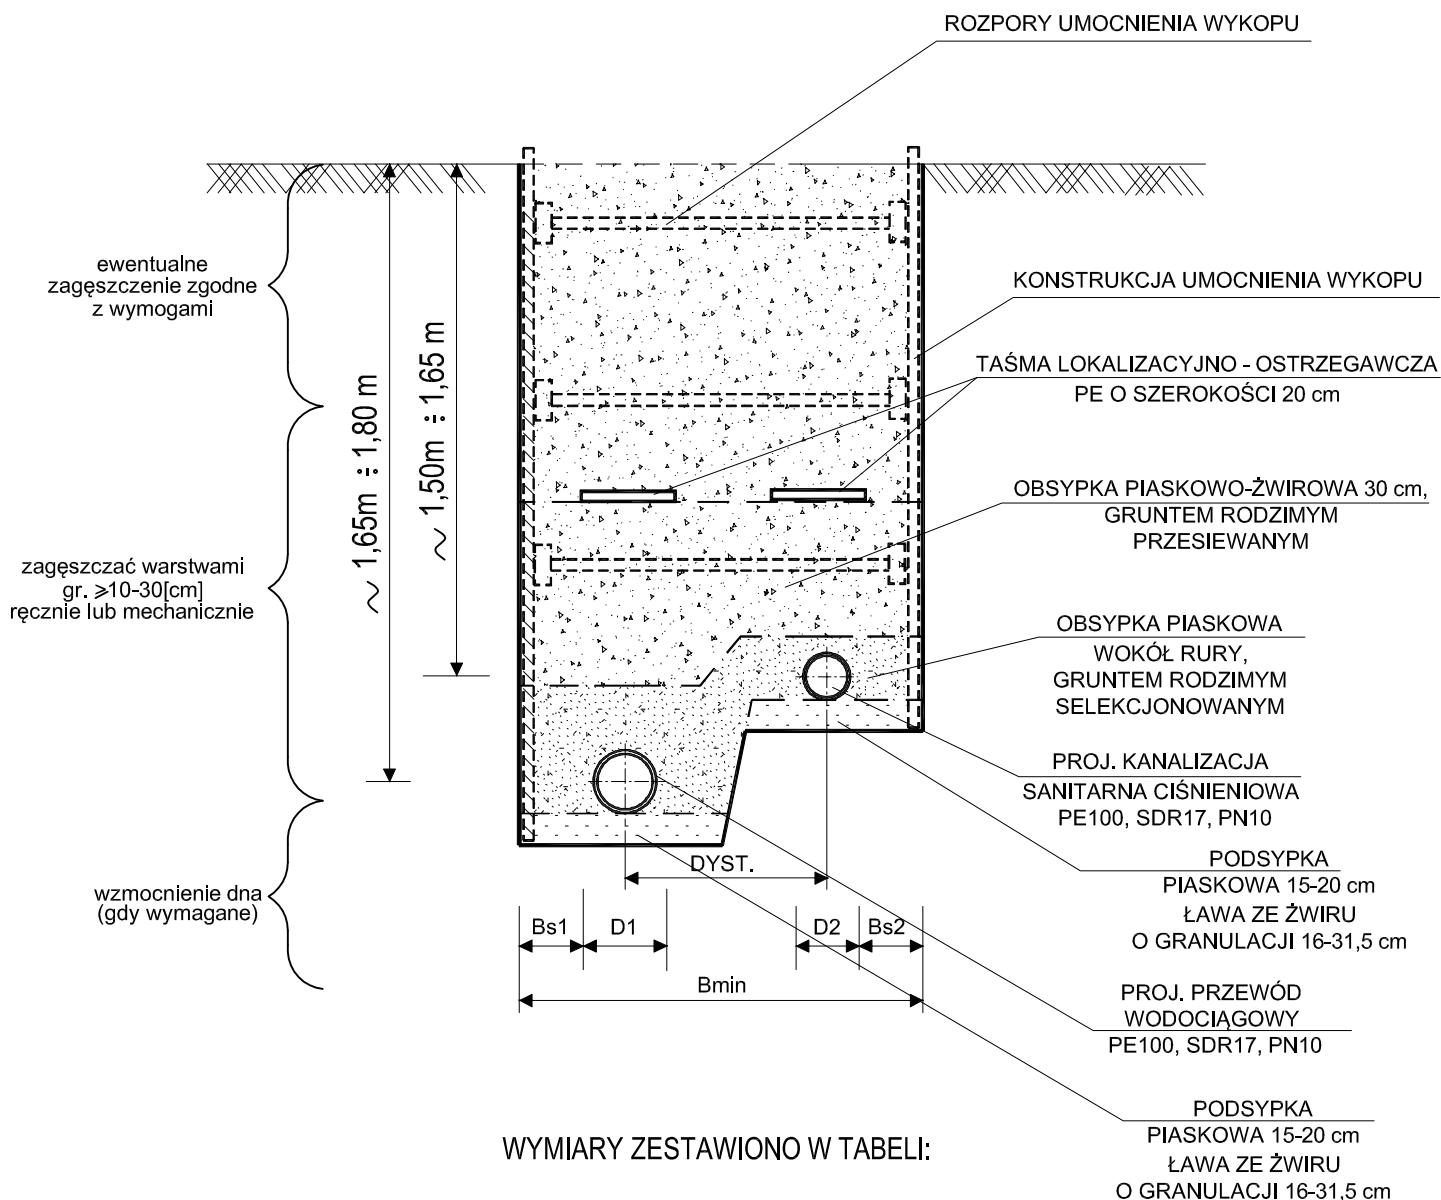 ROZPORY UMOCNIENIA WYKOPU
ewentualne
zagęszczenie zgodne
z wymogami
KONSTRUKCJA UMOCNIENIA WYKOPU
~ 1,65m ÷ 1,80 m
~ 1,50m ÷ 1,65 m
TAŚMA LOKALIZACYJNO - OSTRZEGAWCZA
PE O SZEROKOŚCI 20 cm
OBSYPKA PIASKOWO-ŻWIROWA 30 cm,
GRUNTEM RODZIMYM
PRZESIEWANYM
zagęszczać warstwami
gr. ⩾10-30[cm]
ręcznie lub mechanicznie
OBSYPKA PIASKOWA
WOKÓŁ RURY,
GRUNTEM RODZIMYM
SELEKCJONOWANYM
PROJ. KANALIZACJA
SANITARNA CIŚNIENIOWA
PE100, SDR17, PN10
DYST.
PODSYPKA
PIASKOWA 15-20 cm
ŁAWA ZE ŻWIRU
O GRANULACJI 16-31,5 cm
wzmocnienie dna
(gdy wymagane)
Bs1 D1 D2 Bs2
Bmin
PROJ. PRZEWÓD
WODOCIĄGOWY
PE100, SDR17, PN10
PODSYPKA
PIASKOWA 15-20 cm
ŁAWA ZE ŻWIRU
O GRANULACJI 16-31,5 cm
WYMIARY ZESTAWIONO W TABELI: